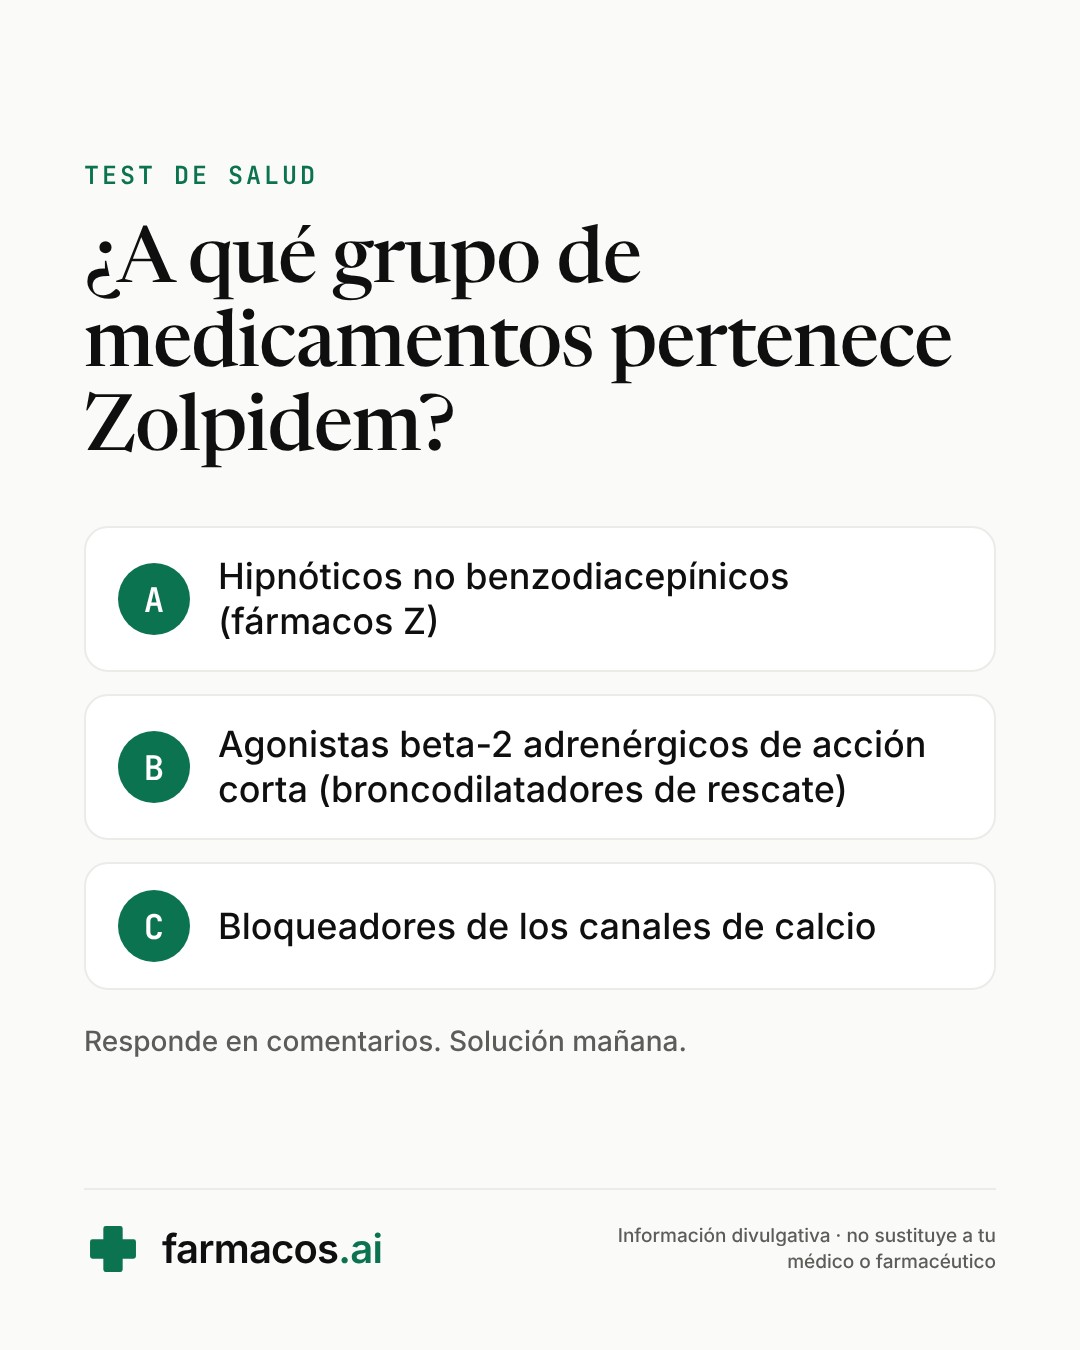 TEST DE SALUD
¿A qué grupo de
medicamentos pertenece
Zolpidem?
A
Hipnóticos no benzodiacepínicos
(fármacos Z)
B
Agonistas beta-2 adrenérgicos de acción
corta (broncodilatadores de rescate)
C
Bloqueadores de los canales de calcio
Responde en comentarios. Solución mañana.
farmacos.ai
Información divulgativa · no sustituye a tu
médico o farmacéutico